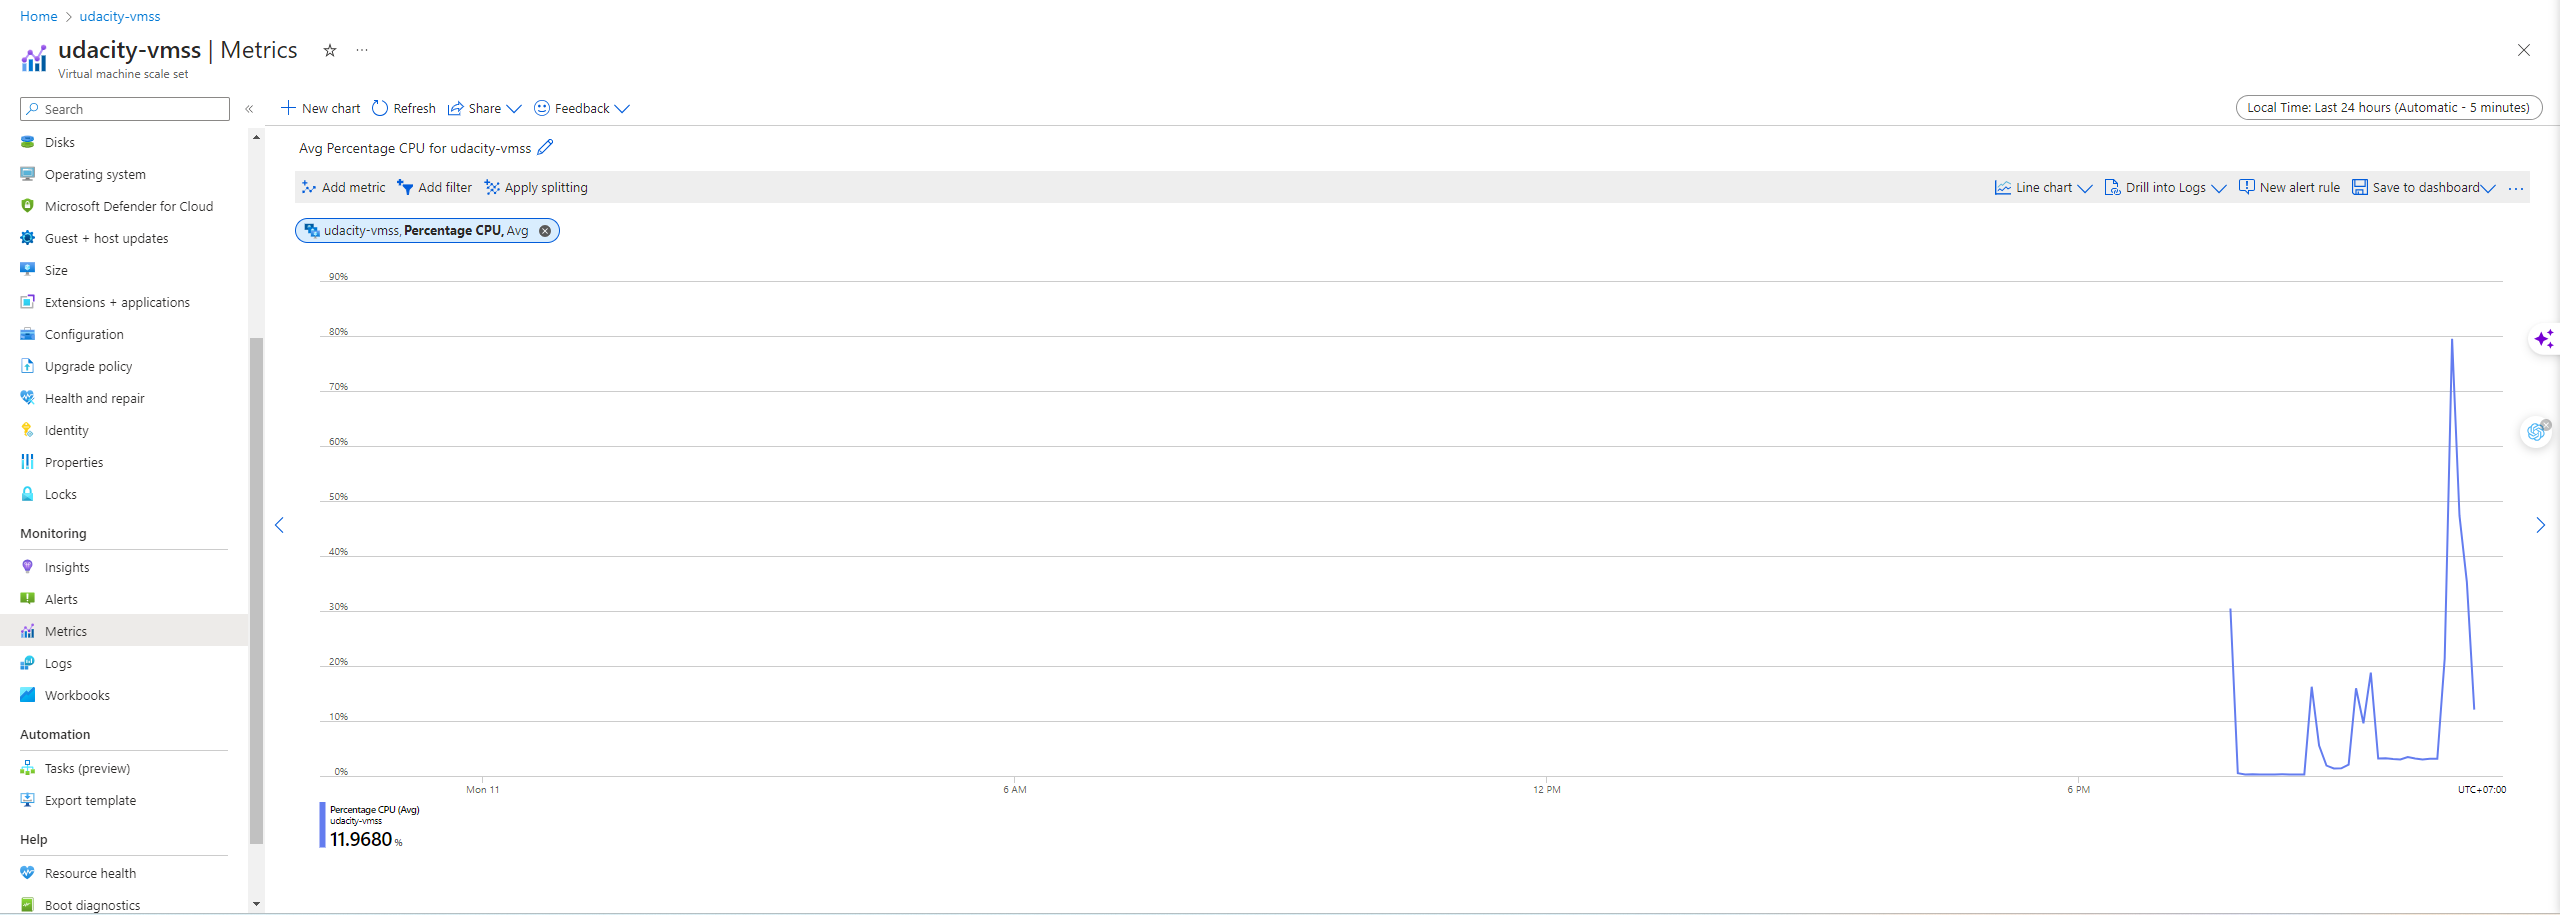 Home > udacity-vmss
udacity-vmss | Metrics
Virtual machine scale set
Search
Disks
Operating system
Microsoft Defender for Cloud
Guest + host updates
Size
Extensions + applications
Configuration
Upgrade policy
Health and repair
Identity
Properties
Locks
Monitoring
Insights
Alerts
Metrics
Logs
Workbooks
Automation
Tasks (preview)
Export template
Help
Resource health
Boot diagnostics
New chart Refresh Share Feedback
Local Time: Last 24 hours (Automatic - 5 minutes)
Avg Percentage CPU for udacity-vmss
Add metric Add filter Apply splitting
Line chart Drill into Logs New alert rule Save to dashboard
udacity-vmss, Percentage CPU, Avg
90%
80%
70%
60%
50%
40%
30%
20%
10%
0%
Mon 11 6 AM 12 PM 6 PM UTC+07:00
Percentage CPU (Avg)
udacity-vmss
11.9680 %